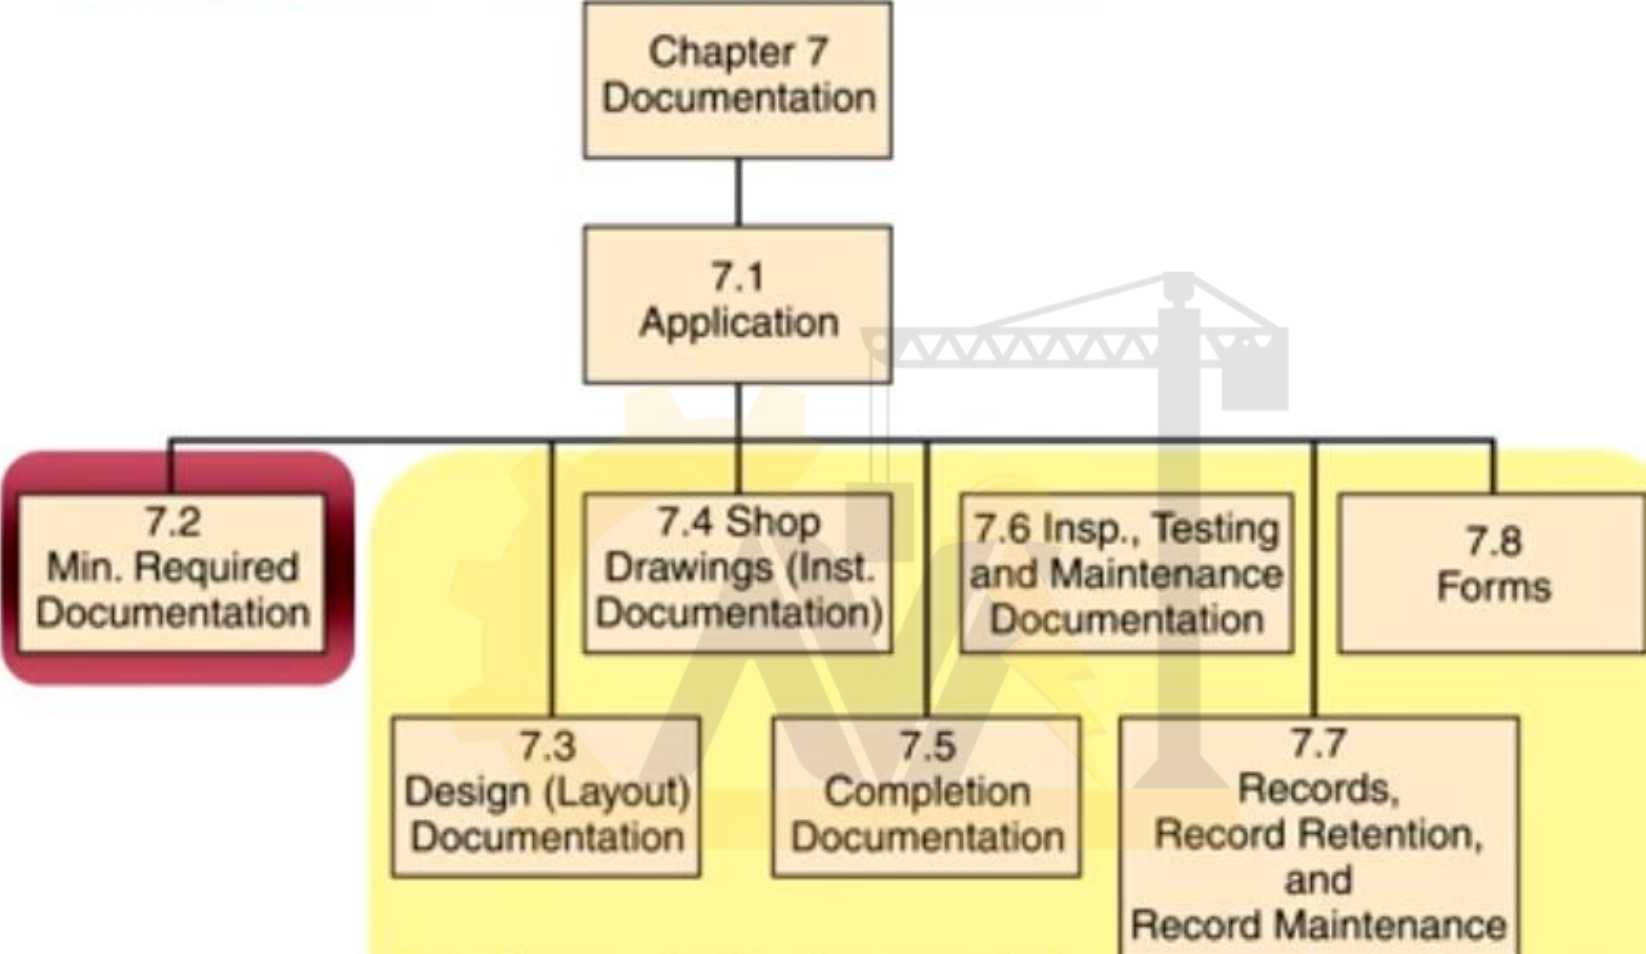 Chapter 7
Documentation
7.1
Application
7.2
Min. Required
Documentation
7.4 Shop
Drawings (Inst.
Documentation)
7.6 Insp., Testing
and Maintenance
Documentation
7.8
Forms
7.3
Design (Layout)
Documentation
7.5
Completion
Documentation
7.7
Records,
Record Retention,
and
Record Maintenance